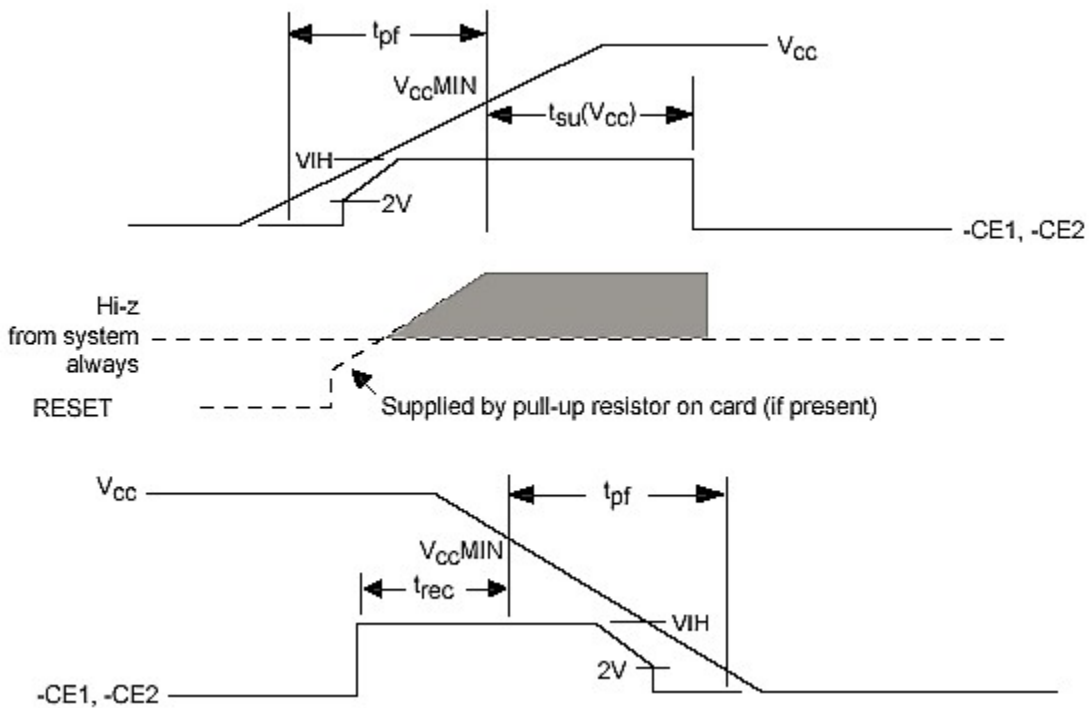 tpf
Vcc
VccMIN
tsu(Vcc)
VIH
2V
-CE1, -CE2
Hi-z
from system
always
RESET
Supplied by pull-up resistor on card (if present)
Vcc
tpf
VccMIN
trec
VIH
2V
-CE1, -CE2